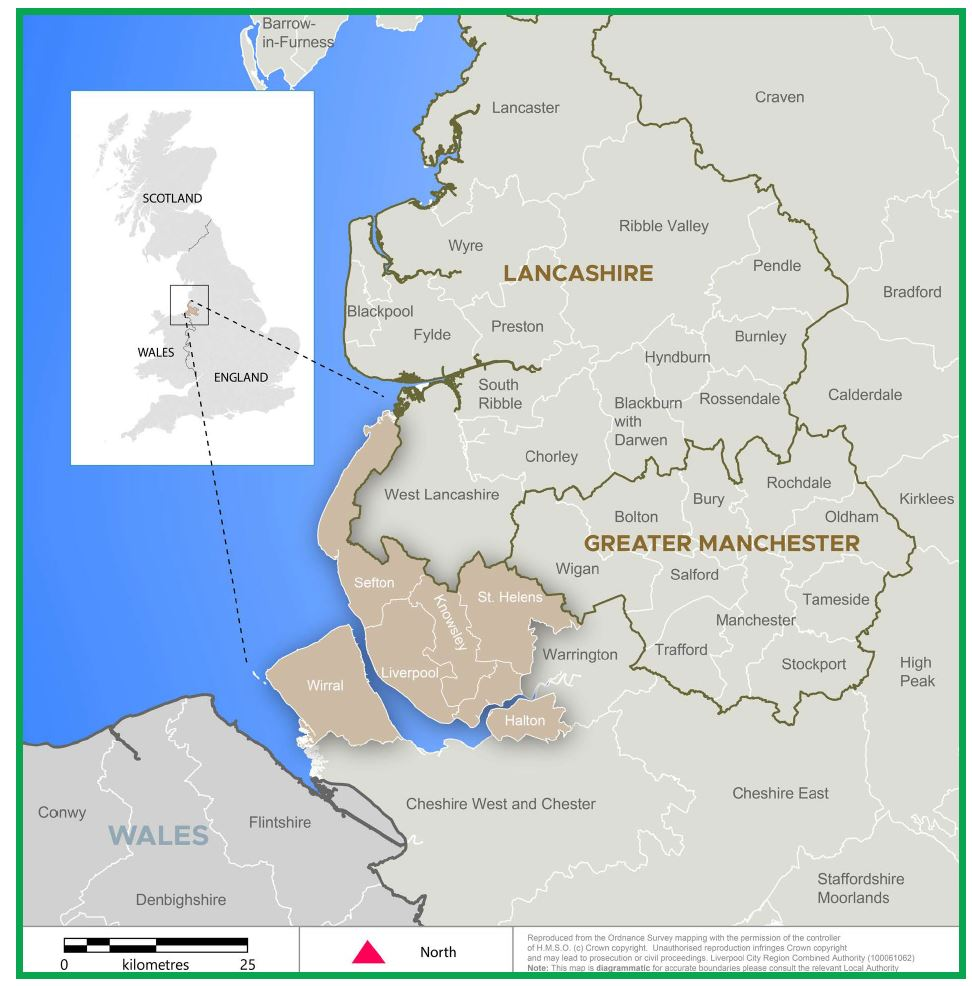 Barrow-
in-Furness
Lancaster
Craven
SCOTLAND
WALES
ENGLAND
Ribble Valley
Wyre
LANCASHIRE
Pendle
Bradford
Blackpool
Fylde
Preston
Burnley
Hyndburn
South
Ribble
Blackburn
with
Darwen
Rossendale
Calderdale
Chorley
West Lancashire
Rochdale
Bury
Kirklees
Bolton
Oldham
GREATER MANCHESTER
Wigan
Salford
Sefton
Knowsley
St. Helens
Tameside
Manchester
Warrington
Trafford
Stockport
High
Peak
Liverpool
Wirral
Halton
Cheshire West and Chester
Cheshire East
Conwy
WALES
Flintshire
Denbighshire
Staffordshire
Moorlands
0 kilometres 25
North
Reproduced from the Ordnance Survey mapping with the permission of the controller
of H.M.S.O. (c) Crown copyright. Unauthorised reproduction infringes Crown copyright
and may lead to prosecution or civil proceedings. Liverpool City Region Combined Authority (100061062)
Note: This map is diagrammatic for accurate boundaries please consult the relevant Local Authority